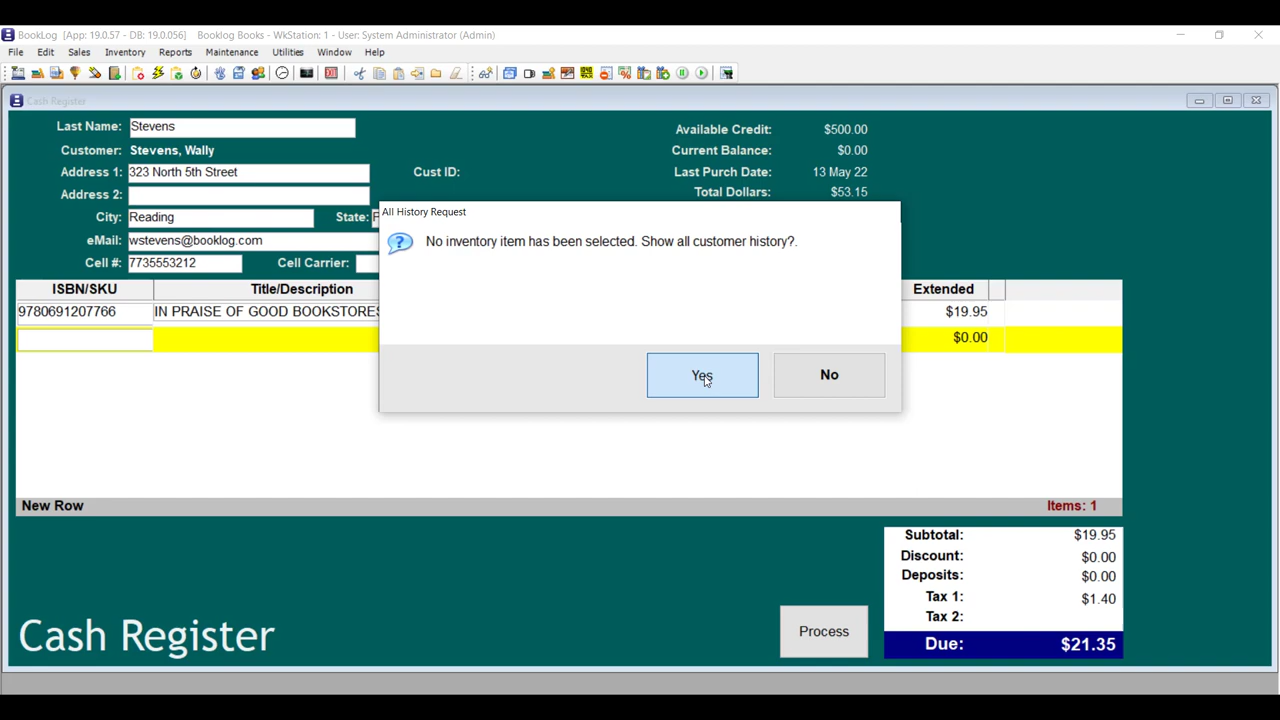 BookLog [App: 19.0.57 - DB: 19.0.056] Booklog Books - WkStation: 1 - User: System Administrator (Admin)
File Edit Sales Inventory Reports Maintenance Utilities Window Help
Cash Register
Last Name: Stevens
Available Credit: $500.00
Customer: Stevens, Wally
Current Balance: $0.00
Address 1: 323 North 5th Street
Cust ID:
Last Purch Date: 13 May 22
Address 2:
Total Dollars: $53.15
City: Reading
State:
All History Request
eMail: wstevens@booklog.com
No inventory item has been selected. Show all customer history?.
Cell #: 7735553212
Cell Carrier:
ISBN/SKU Title/Description Extended
9780691207766 IN PRAISE OF GOOD BOOKSTORES $19.95
$0.00
Yes No
New Row Items: 1
Subtotal: $19.95
Discount: $0.00
Deposits: $0.00
Tax 1: $1.40
Tax 2:
Due: $21.35
Cash Register
Process